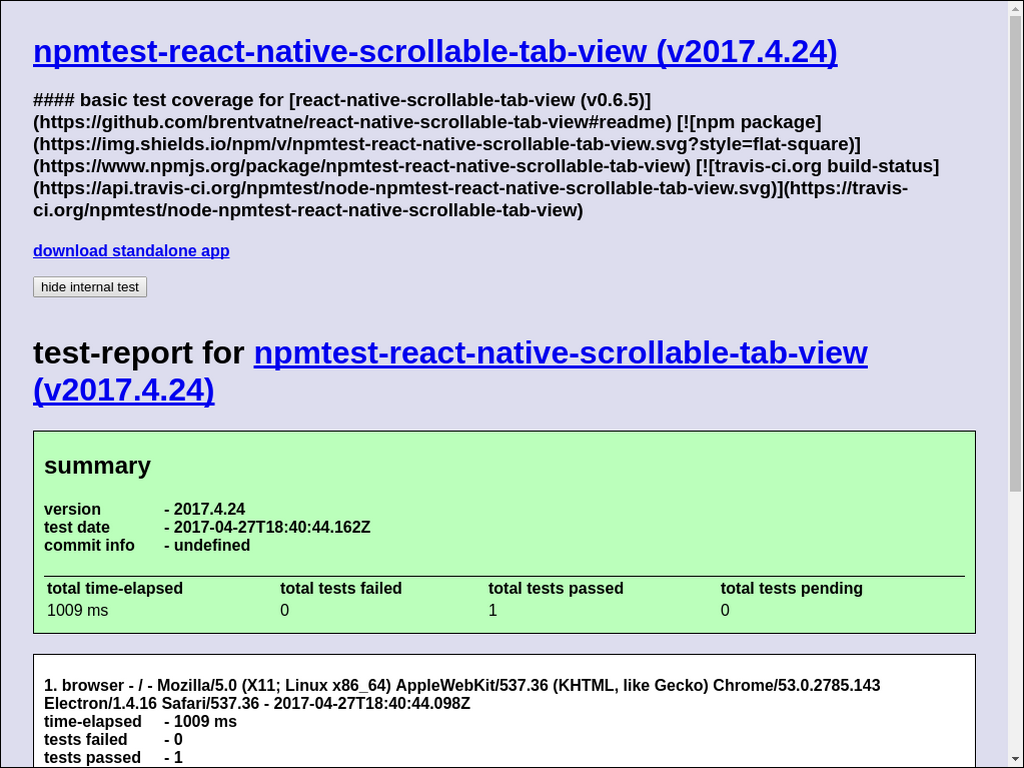 npmtest-react-native-scrollable-tab-view (v2017.4.24)
#### basic test coverage for [react-native-scrollable-tab-view (v0.6.5)]
(https://github.com/brentvatne/react-native-scrollable-tab-view#readme) [![npm package]
(https://img.shields.io/npm/v/npmtest-react-native-scrollable-tab-view.svg?style=flat-square)]
(https://www.npmjs.org/package/npmtest-react-native-scrollable-tab-view) [![travis-ci.org build-status]
(https://api.travis-ci.org/npmtest/node-npmtest-react-native-scrollable-tab-view.svg)](https://travis-
ci.org/npmtest/node-npmtest-react-native-scrollable-tab-view)
download standalone app
hide internal test
test-report for npmtest-react-native-scrollable-tab-view
(v2017.4.24)
summary
version - 2017.4.24
test date - 2017-04-27T18:40:44.162Z
commit info - undefined
total time-elapsed total tests failed total tests passed total tests pending
1009 ms 0 1 0
1. browser - / - Mozilla/5.0 (X11; Linux x86_64) AppleWebKit/537.36 (KHTML, like Gecko) Chrome/53.0.2785.143
Electron/1.4.16 Safari/537.36 - 2017-04-27T18:40:44.098Z
time-elapsed - 1009 ms
tests failed - 0
tests passed - 1